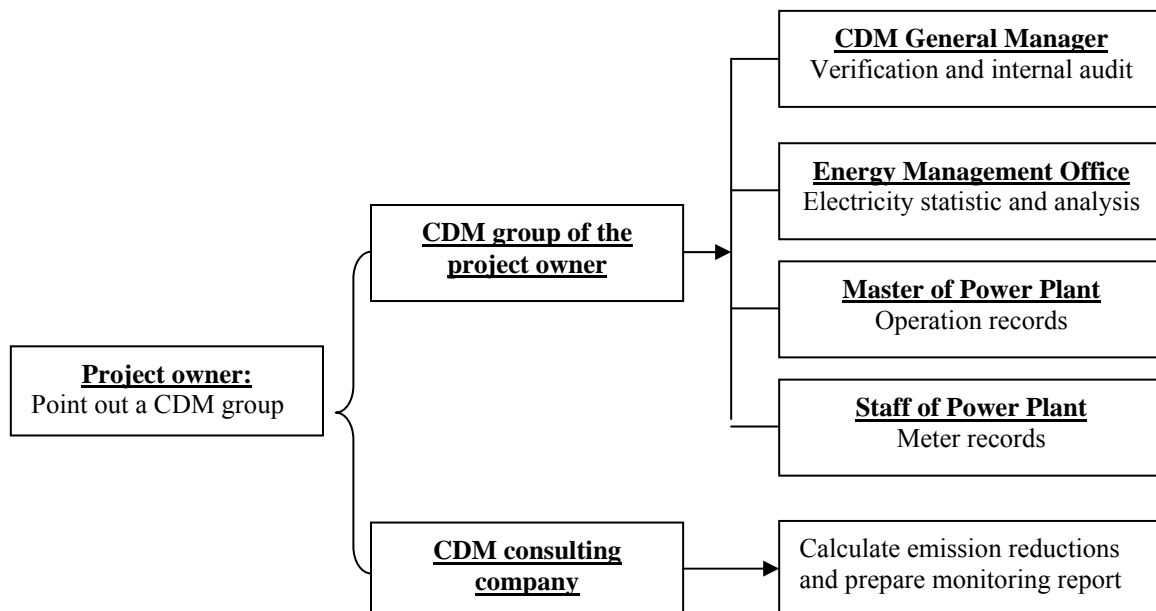 CDM General Manager
Verification and internal audit
Energy Management Office
Electricity statistic and analysis
CDM group of the
project owner
Master of Power Plant
Operation records
Project owner:
Point out a CDM group
Staff of Power Plant
Meter records
CDM consulting
company
Calculate emission reductions
and prepare monitoring report